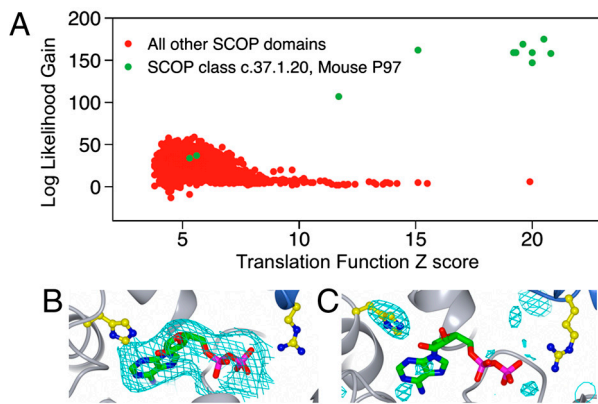 A
Log Likelihood Gain
200
150
100
50
0
All other SCOP domains
SCOP class c.37.1.20, Mouse P97
5 10 15 20
Translation Function Z score
B
C